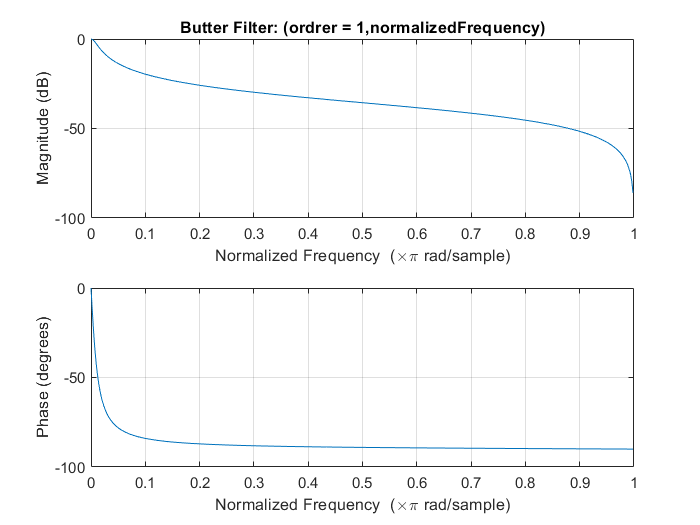 Butter Filter: (ordrer = 1,normalizedFrequency)
0
-50
-100
Magnitude (dB)
0 0.1 0.2 0.3 0.4 0.5 0.6 0.7 0.8 0.9 1
Normalized Frequency (×π rad/sample)
0
-50
-100
Phase (degrees)
0 0.1 0.2 0.3 0.4 0.5 0.6 0.7 0.8 0.9 1
Normalized Frequency (×π rad/sample)